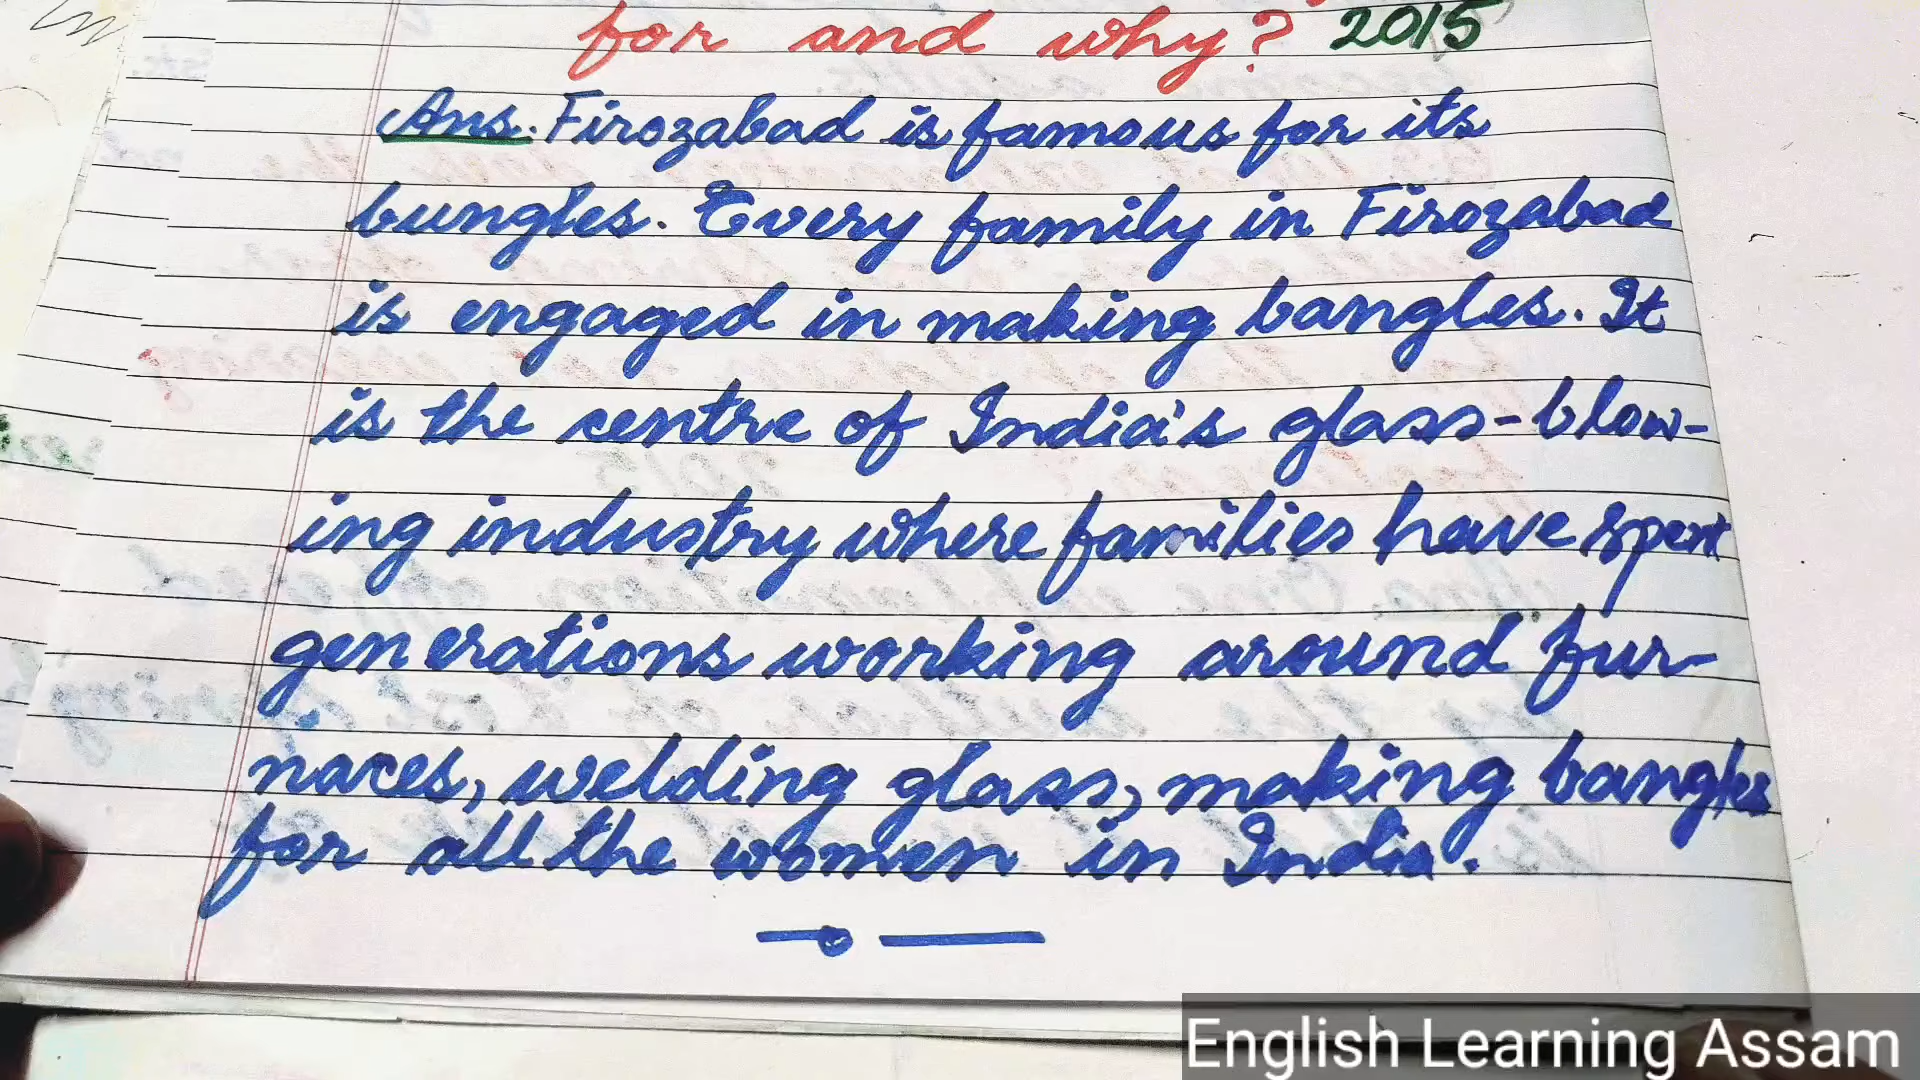 for and why? 2015
Ans. Firozabad is famous for its
bungles. Every family in Firozabad
is engaged in making bangles. It
is the centre of India's glass-blow-
ing industry where families have spent
generations working around fur-
naces, welding glass, making bangles
for all the women in India.
English Learning Assam